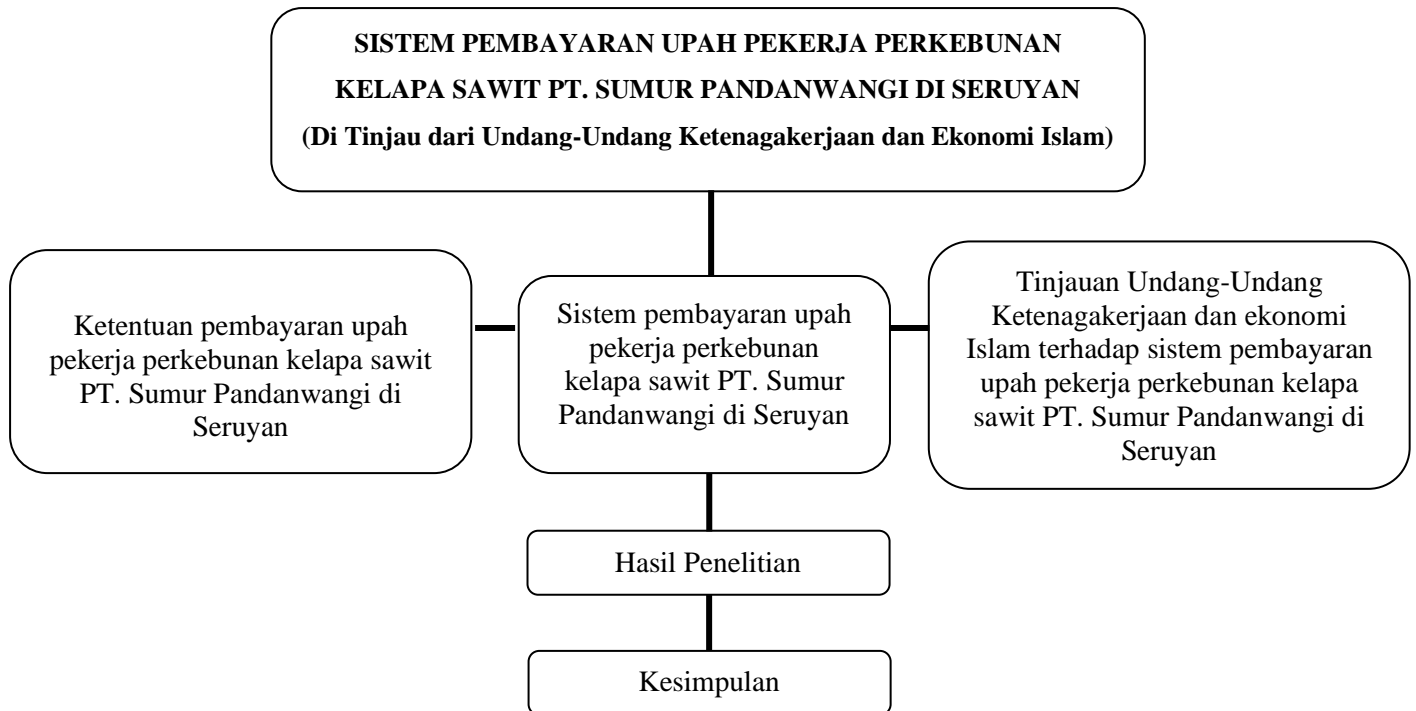 SISTEM PEMBAYARAN UPAH PEKERJA PERKEBUNAN
KELAPA SAWIT PT. SUMUR PANDANWANGI DI SERUYAN
(Di Tinjau dari Undang-Undang Ketenagakerjaan dan Ekonomi Islam)
Ketentuan pembayaran upah
pekerja perkebunan kelapa sawit
PT. Sumur Pandanwangi di
Seruyan
Sistem pembayaran upah
pekerja perkebunan
kelapa sawit PT. Sumur
Pandanwangi di Seruyan
Tinjauan Undang-Undang
Ketenagakerjaan dan ekonomi
Islam terhadap sistem pembayaran
upah pekerja perkebunan kelapa
sawit PT. Sumur Pandanwangi di
Seruyan
Hasil Penelitian
Kesimpulan